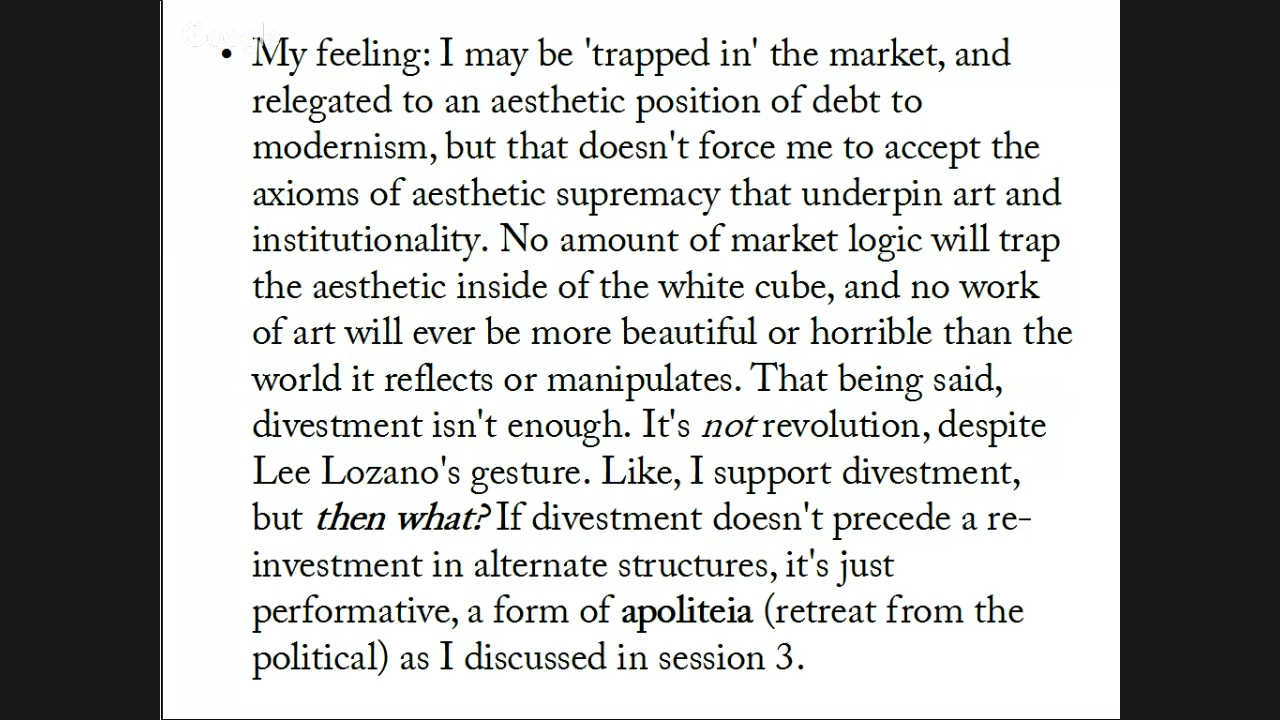 Google
• My feeling: I may be 'trapped in' the market, and
relegated to an aesthetic position of debt to
modernism, but that doesn't force me to accept the
axioms of aesthetic supremacy that underpin art and
institutionality. No amount of market logic will trap
the aesthetic inside of the white cube, and no work
of art will ever be more beautiful or horrible than the
world it reflects or manipulates. That being said,
divestment isn't enough. It's not revolution, despite
Lee Lozano's gesture. Like, I support divestment,
but then what? If divestment doesn't precede a re-
investment in alternate structures, it's just
performative, a form of apoliteia (retreat from the
political) as I discussed in session 3.